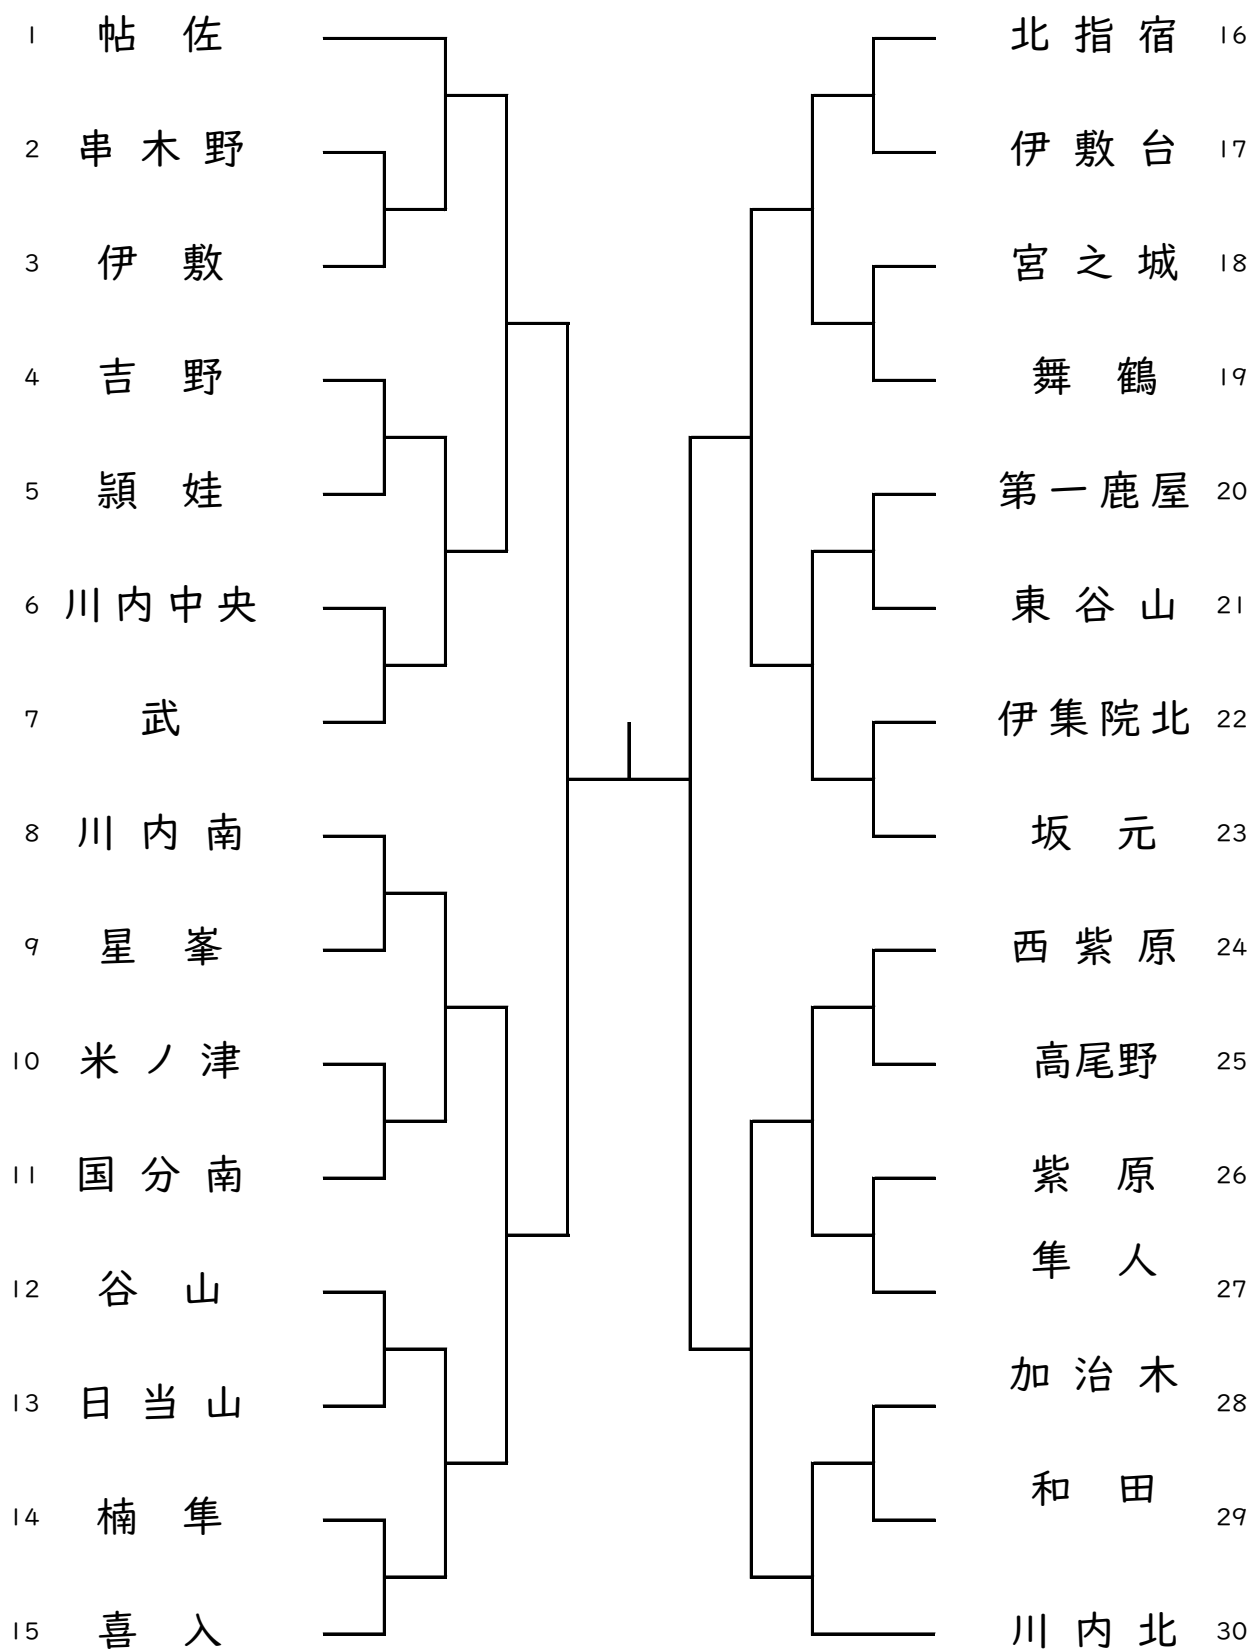 1 帖佐
2 串木野
3 伊敷
4 吉野
5 頴娃
6 川内中央
7 武
8 川内南
9 星峯
10 米ノ津
11 国分南
12 谷山
13 日当山
14 楠隼
15 喜入
北指宿 16
伊敷台 17
宮之城 18
舞鶴 19
第一鹿屋 20
東谷山 21
伊集院北 22
坂元 23
西紫原 24
高尾野 25
紫原 26
隼人 27
加治木 28
和田 29
川内北 30